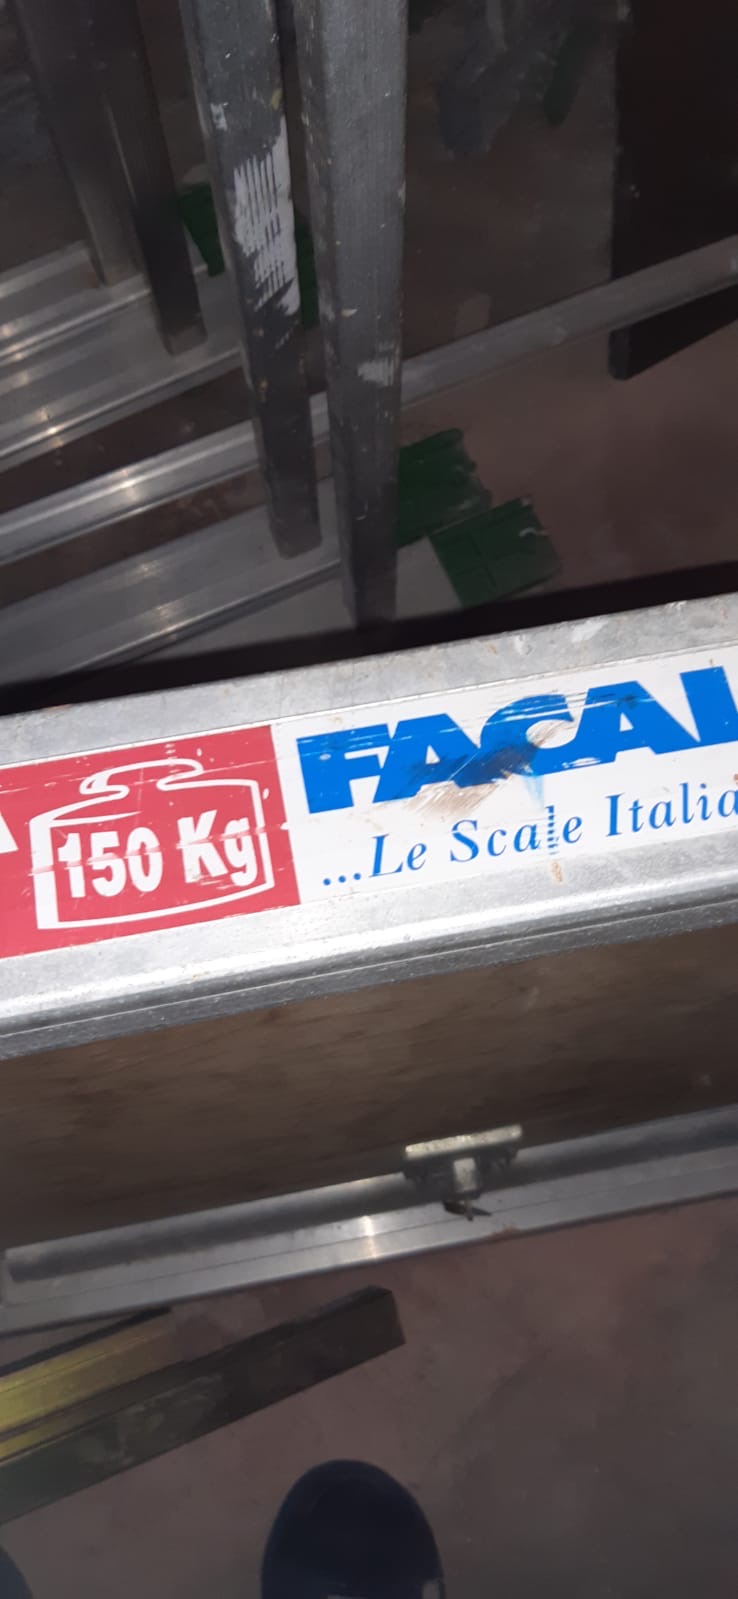 150 Kg
FACAL
...Le Scale Italia